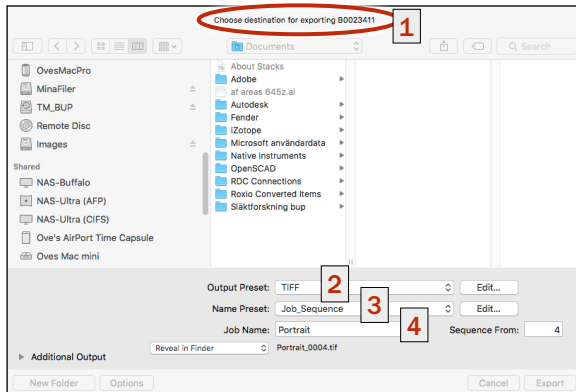 Choose destination for exporting B0023411
1
Documents
Search
OvesMacPro
MinaFiler
TM_BUP
Remote Disc
Images
Shared
NAS-Buffalo
NAS-Ultra (AFP)
NAS-Ultra (CIFS)
Ove's AirPort Time Capsule
Oves Mac mini
About Stacks
Adobe
af areas 645z.ai
Autodesk
Fender
iZotope
Microsoft användardata
Native Instruments
OpenSCAD
RDC Connections
Roxio Converted Items
Släktforskning bup
Output Preset: TIFF 2 Edit...
Name Preset: Job_Sequence 3 Edit...
Job Name: Portrait 4 Sequence From: 4
Reveal in Finder Portrait_0004.tif
Additional Output
New Folder Options Cancel Export